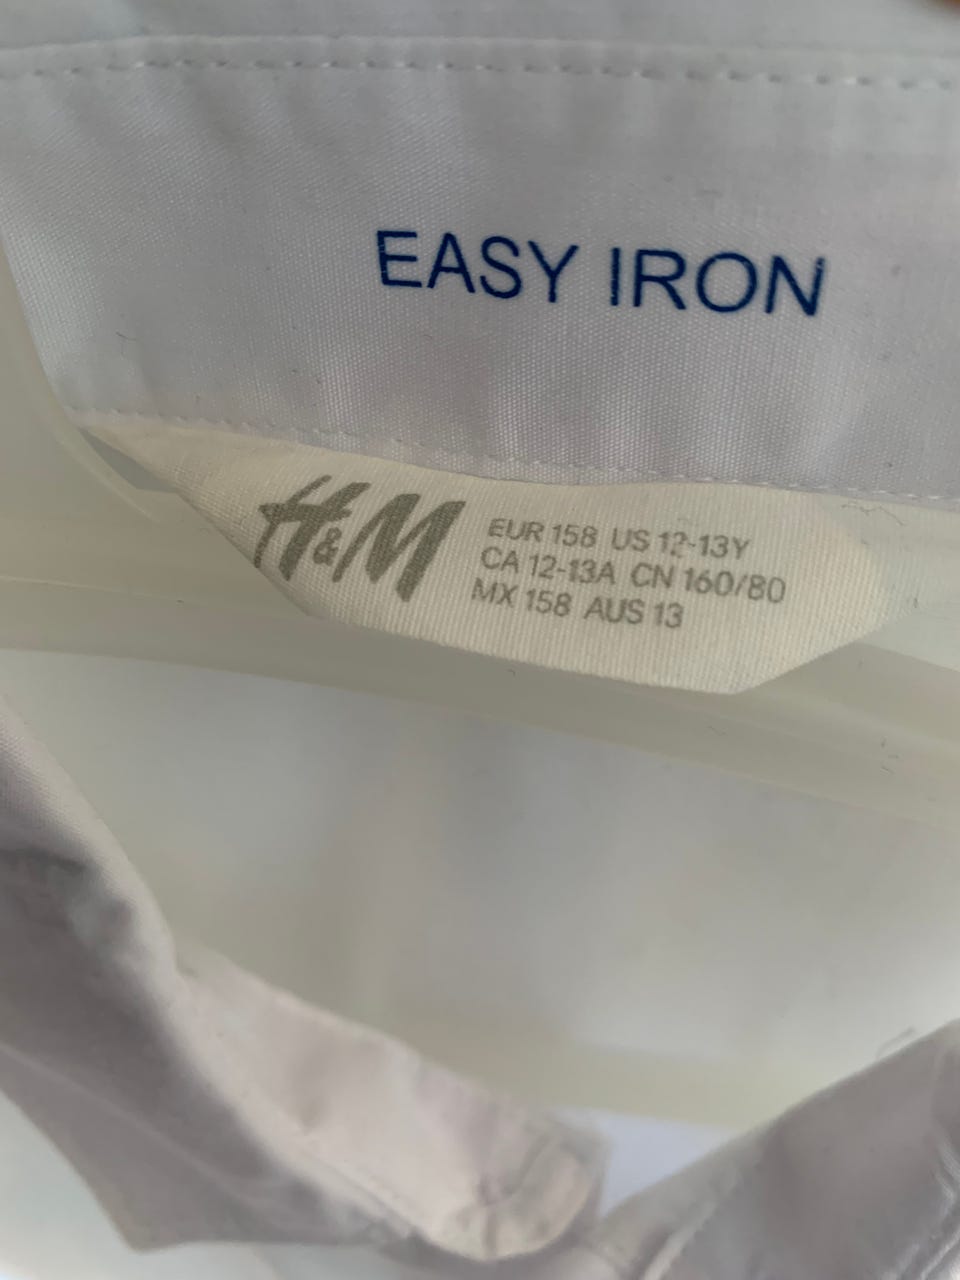 EASY IRON
H&M
EUR 158 US 12-13Y
CA 12-13A CN 160/80
MX 158 AUS 13